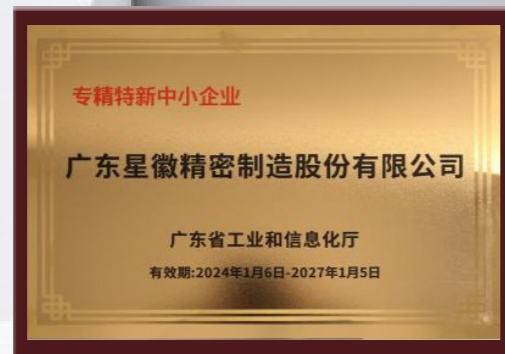 专精特新中小企业
广东星徽精密制造股份有限公司
广东省工业和信息化厅
有效期:2024年1月6日-2027年1月5日